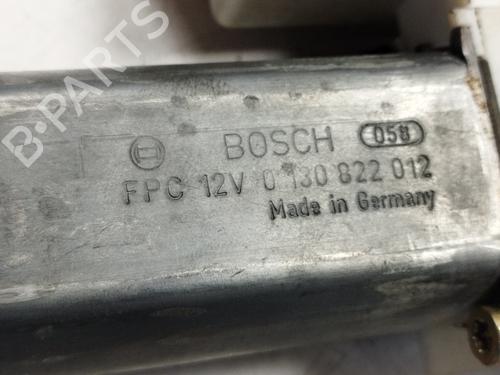 B-PARTS
BOSCH 058
FPC 12V 0 130 822 012
Made in Germany